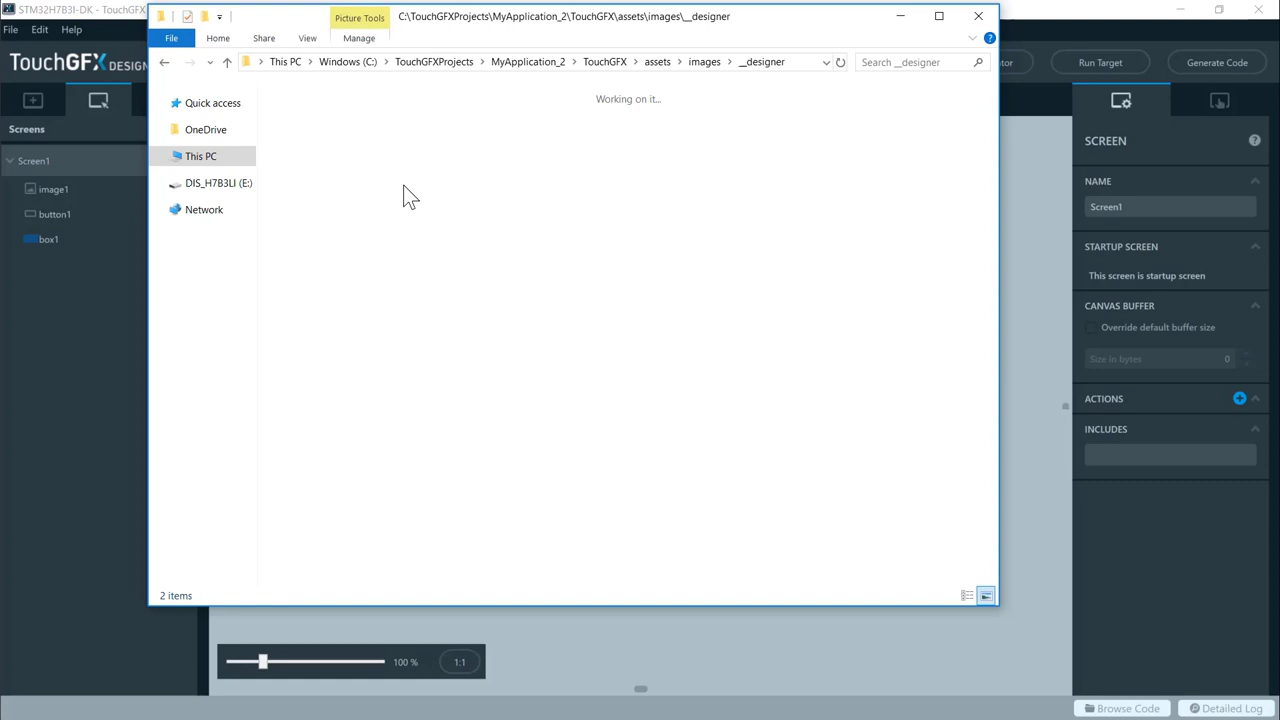 STM32H7B3I-DK - TouchGF
Picture Tools
C:\TouchGFXProjects\MyApplication_2\TouchGFX\assets\images\__designer
File Edit Help
File Home Share View Manage
TouchGFX DESIGN
This PC Windows (C:) TouchGFXProjects MyApplication_2 TouchGFX assets images __designer
Search __designer
Run Target
Generate Code
Working on it...
Quick access
OneDrive
This PC
DIS_H7B3LI (E:)
Network
2 items
Screens
Screen1
image1
button1
box1
SCREEN
NAME
Screen1
STARTUP SCREEN
This screen is startup screen
CANVAS BUFFER
Override default buffer size
Size in bytes 0
ACTIONS
INCLUDES
100 %
1:1
Browse Code
Detailed Log